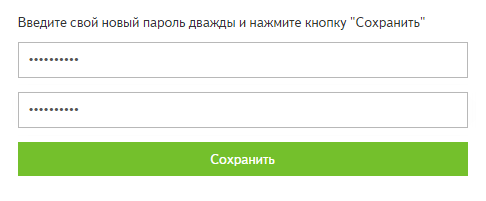 Введите свой новый пароль дважды и нажмите кнопку "Сохранить"
••••••••••
••••••••••
Сохранить